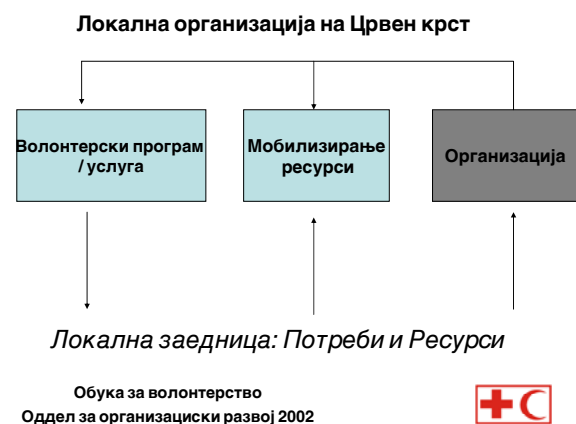 Локална организација на Црвен крст
Волонтерски програм
/ услуга
Мобилизирање
ресурси
Организација
Локална заедница: Потреби и Ресурси
Обука за волонтерство
Оддел за организациски развој 2002